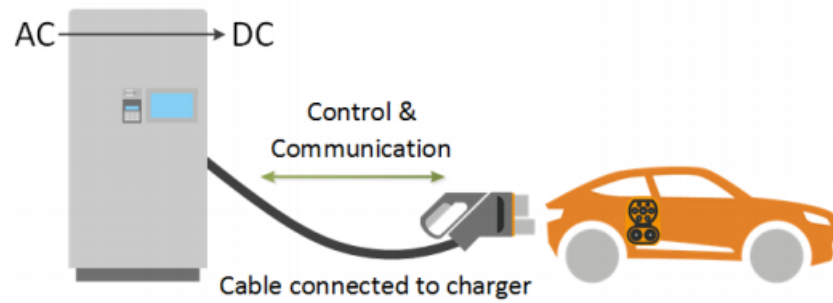 AC DC
Control &
Communication
Cable connected to charger